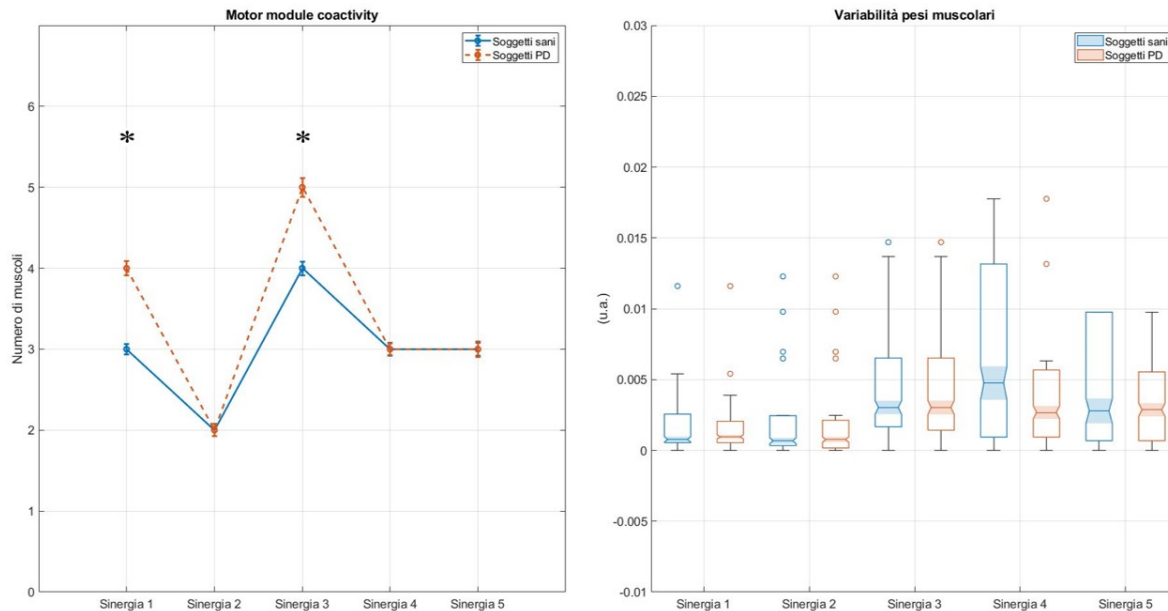 Motor module coactivity
Soggetti sani
Soggetti PD
Numero di muscoli
6
5
4
3
2
1
0
*
*
Sinergia 1
Sinergia 2
Sinergia 3
Sinergia 4
Sinergia 5
Variabilità pesi muscolari
Soggetti sani
Soggetti PD
(u.a.)
0.03
0.025
0.02
0.015
0.01
0.005
0
-0.005
-0.01
Sinergia 1
Sinergia 2
Sinergia 3
Sinergia 4
Sinergia 5